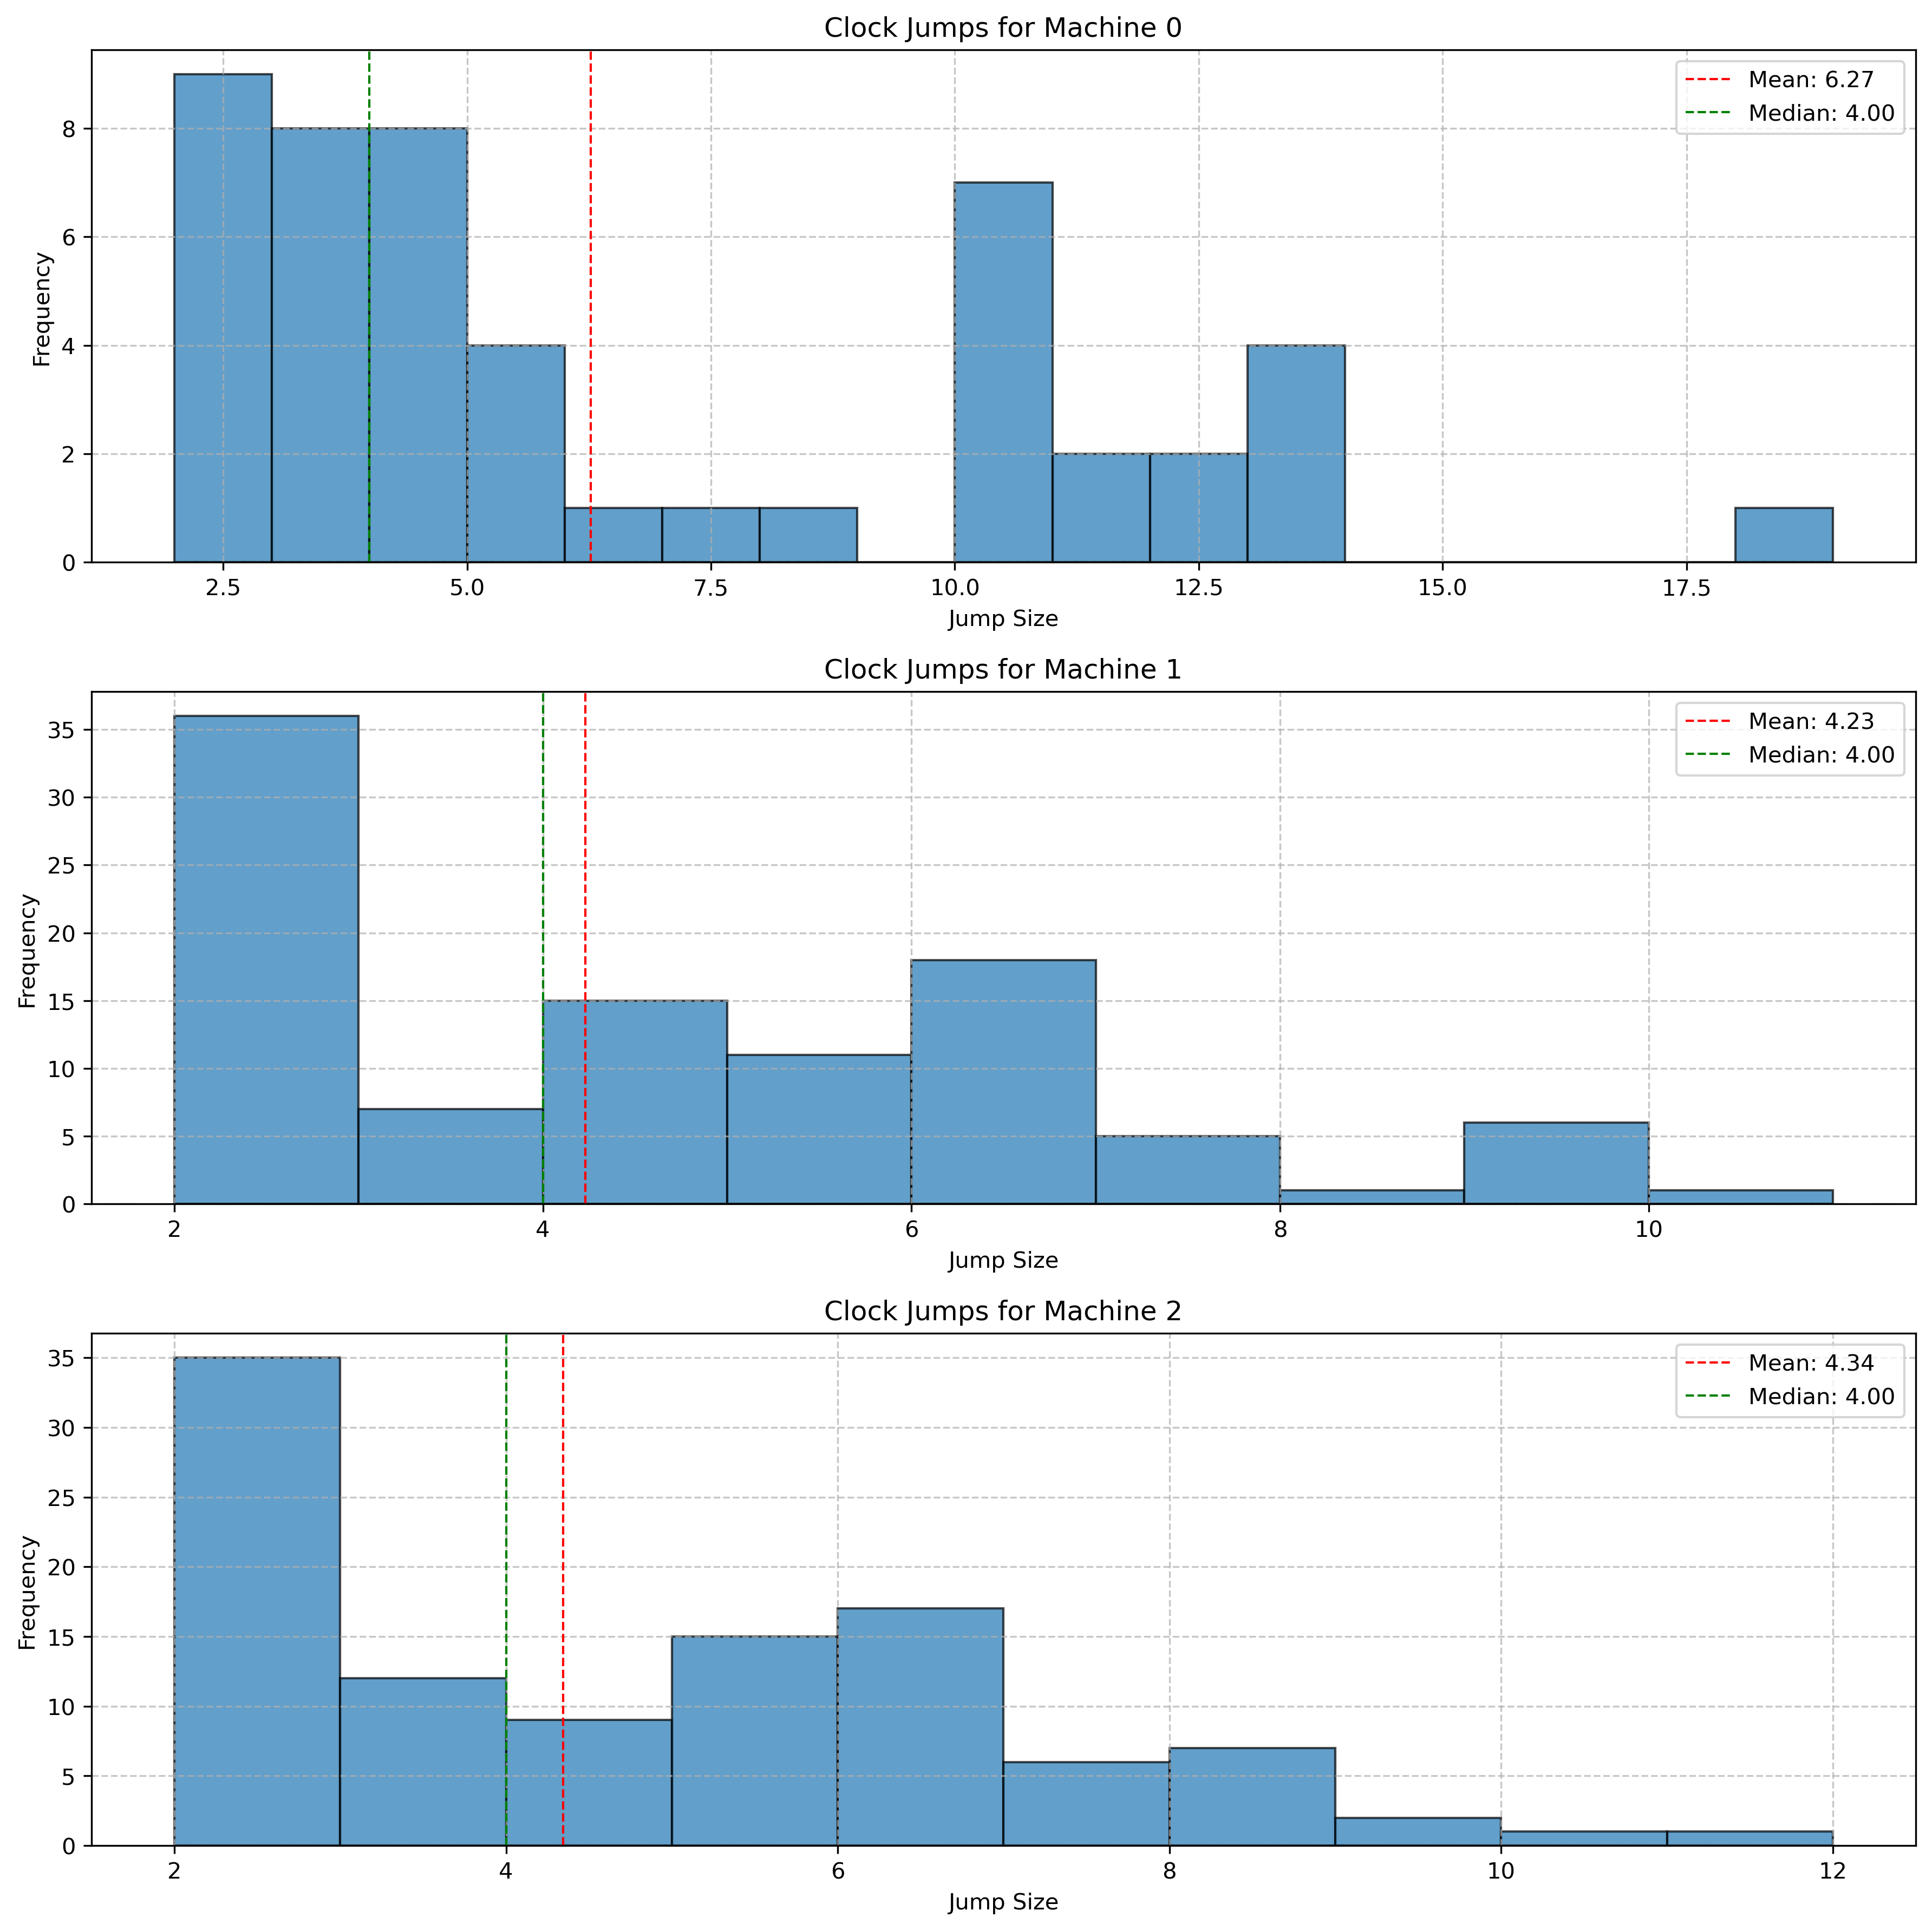 Clock Jumps for Machine 0
Mean: 6.27
Median: 4.00
Frequency
8
6
4
2
0
2.5 5.0 7.5 10.0 12.5 15.0 17.5
Jump Size
Clock Jumps for Machine 1
Mean: 4.23
Median: 4.00
Frequency
35
30
25
20
15
10
5
0
2 4 6 8 10
Jump Size
Clock Jumps for Machine 2
Mean: 4.34
Median: 4.00
Frequency
35
30
25
20
15
10
5
0
2 4 6 8 10 12
Jump Size